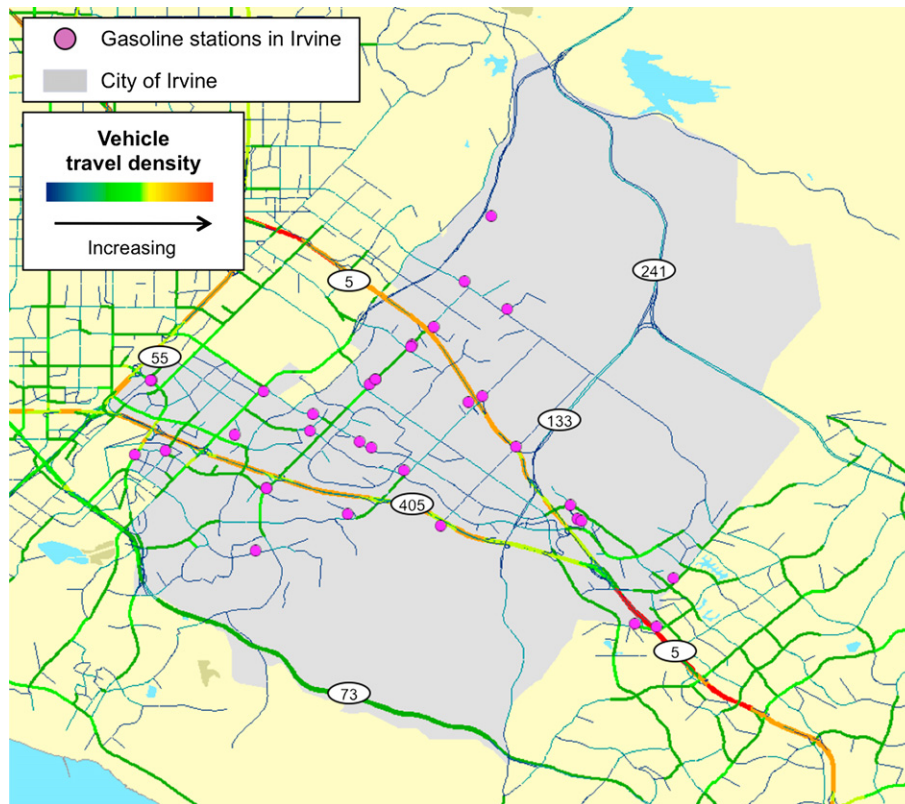 Gasoline stations in Irvine
City of Irvine
Vehicle
travel density
Increasing
5
241
55
133
405
5
73